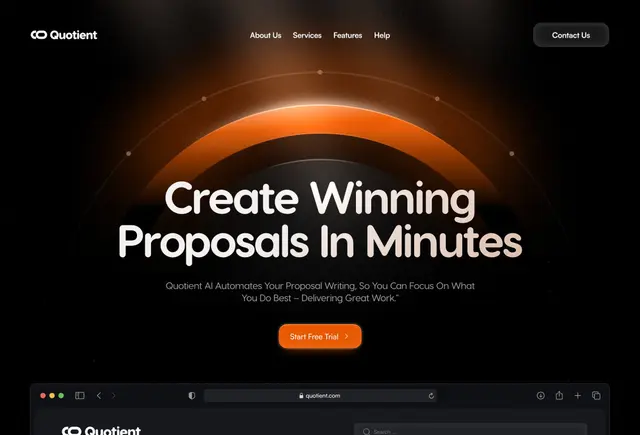 Quotient
About Us
Services
Features
Help
Contact Us
Create Winning
Proposals In Minutes
Quotient AI Automates Your Proposal Writing, So You Can Focus On What
You Do Best – Delivering Great Work."
Start Free Trial
quotient.com
Quotient
Search ...